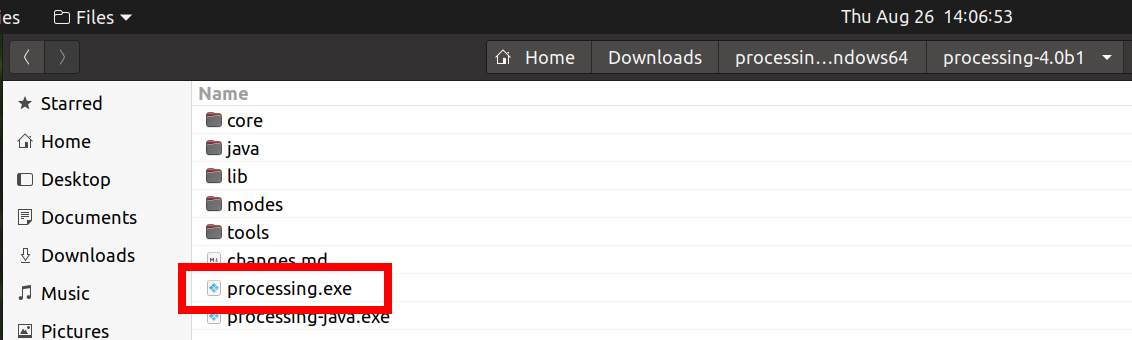 ies Files Thu Aug 26 14:06:53
Home Downloads processin…ndows64 processing-4.0b1
Name
Starred
Home
Desktop
Documents
Downloads
Music
Pictures
core
java
lib
modes
tools
changes.md
processing.exe
processing-java.exe